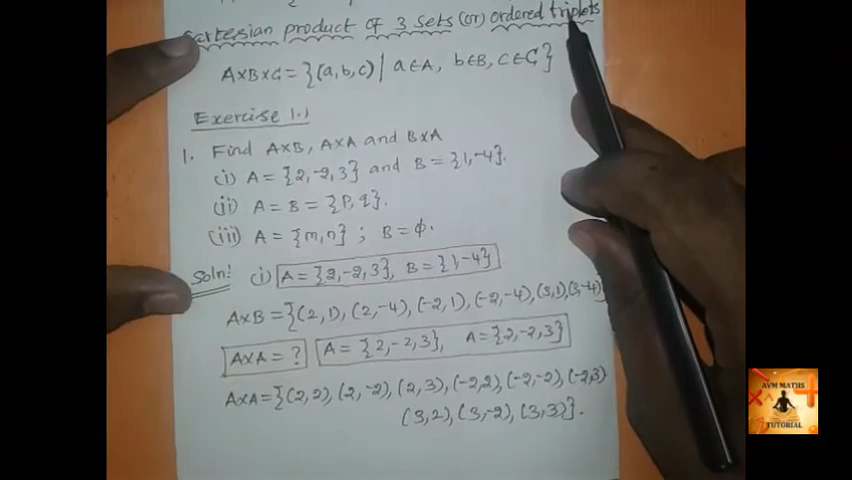 Cartesian product of 3 sets (or) ordered triplets
A×B×C = {(a,b,c) | a∈A, b∈B, c∈C}
Exercise 1.1
1. Find A×B, A×A and B×A
(i) A = {2,-2,3} and B = {1,-4}.
(ii) A = B = {p,q}.
(iii) A = {m,n} ; B = ϕ.
Soln: (i) A = {2,-2,3}, B = {1,-4}
A×B = {(2,1), (2,-4), (-2,1), (-2,-4), (3,1), (3,-4)
A×A = ? A = {2,-2,3}, A = {2,-2,3}
A×A = {(2,2), (2,-2), (2,3), (-2,2), (-2,-2), (-2,3)
(3,2), (3,-2), (3,3)}.
AVM MATHS
TUTORIAL